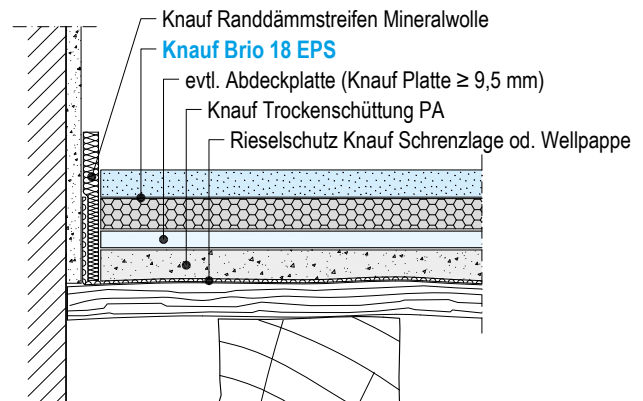 Knauf Randdämmstreifen Mineralwolle
Knauf Brio 18 EPS
evtl. Abdeckplatte (Knauf Platte ≥ 9,5 mm)
Knauf Trockenschüttung PA
Rieselschutz Knauf Schrenzlage od. Wellpappe